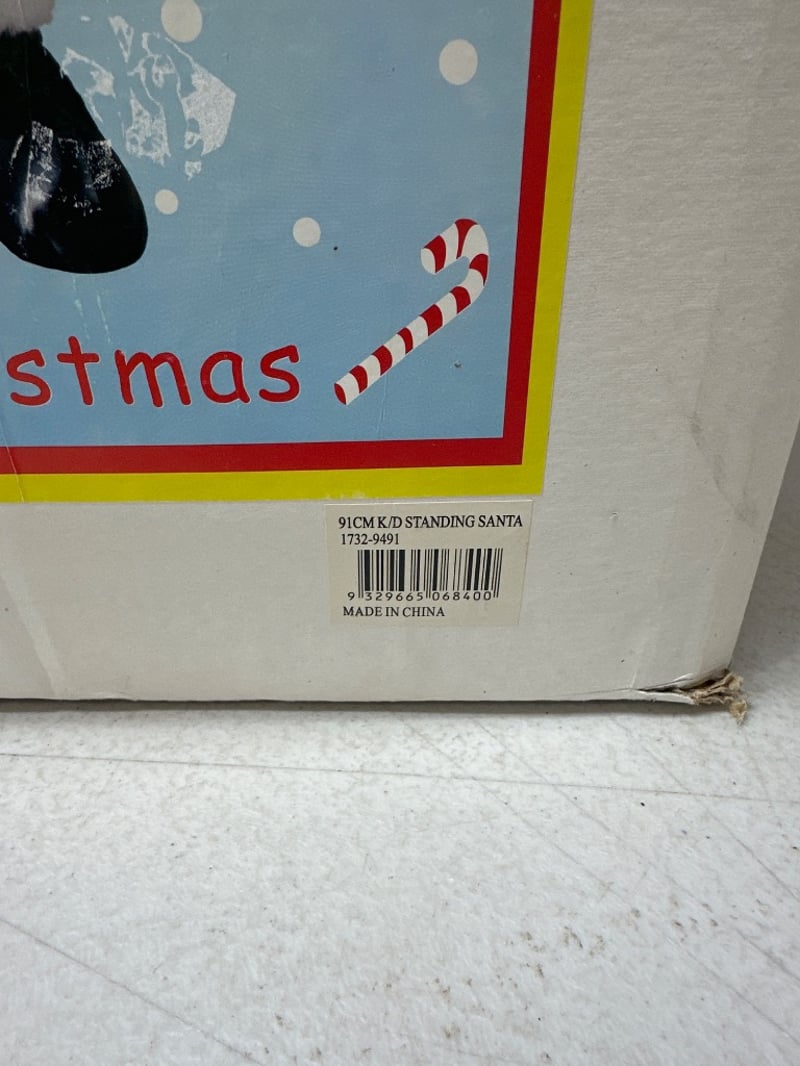 stmas
91CM K/D STANDING SANTA
1732-9491
9 329665 068400
MADE IN CHINA